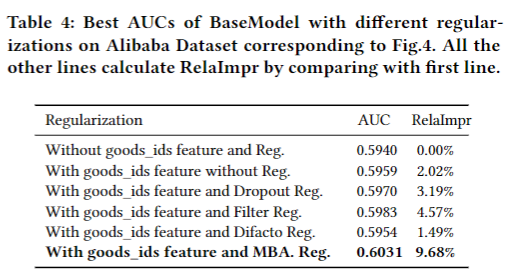 Table 4: Best AUCs of BaseModel with different regular-
izations on Alibaba Dataset corresponding to Fig.4. All the
other lines calculate RelaImpr by comparing with first line.
Regularization AUC RelaImpr
Without goods_ids feature and Reg. 0.5940 0.00%
With goods_ids feature without Reg. 0.5959 2.02%
With goods_ids feature and Dropout Reg. 0.5970 3.19%
With goods_ids feature and Filter Reg. 0.5983 4.57%
With goods_ids feature and Difacto Reg. 0.5954 1.49%
With goods_ids feature and MBA. Reg. 0.6031 9.68%